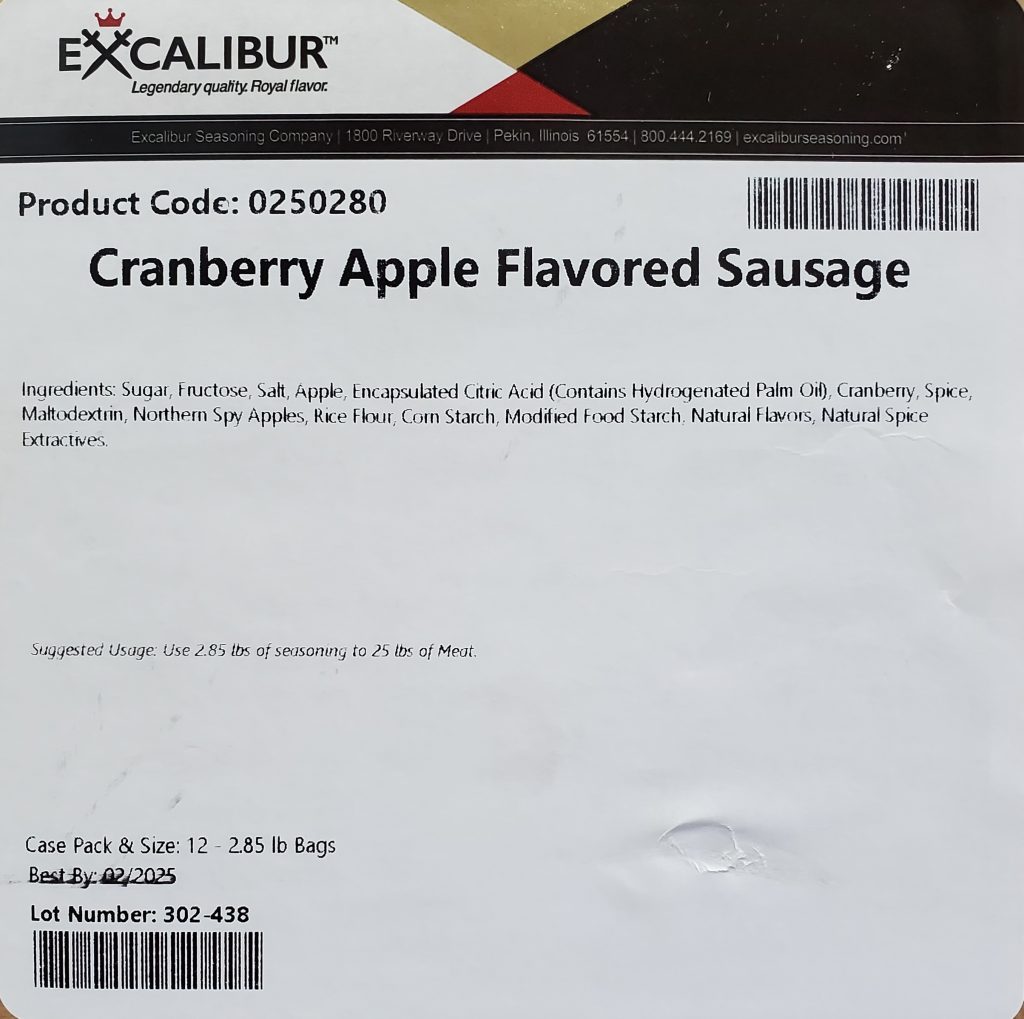 EXCALIBUR™
Legendary quality. Royal flavor.
Excalibur Seasoning Company | 1800 Riverway Drive | Pekin, Illinois 61554 | 800.444.2169 | excaliburseasoning.com
Product Code: 0250280
Cranberry Apple Flavored Sausage
Ingredients: Sugar, Fructose, Salt, Apple, Encapsulated Citric Acid (Contains Hydrogenated Palm Oil), Cranberry, Spice,
Maltodextrin, Northern Spy Apples, Rice Flour, Corn Starch, Modified Food Starch, Natural Flavors, Natural Spice
Extractives.
Suggested Usage: Use 2.85 lbs of seasoning to 25 lbs of Meat.
Case Pack & Size: 12 - 2.85 lb Bags
Best By: 02/2025
Lot Number: 302-438